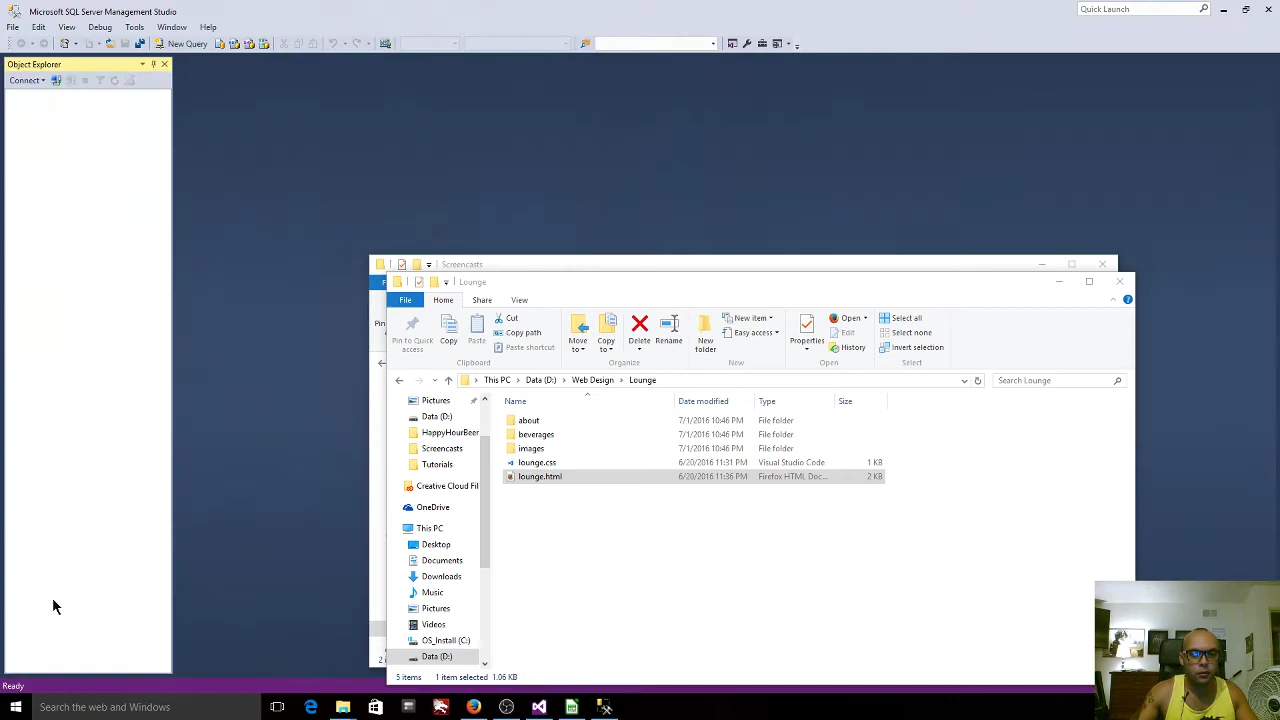 Microsoft SQL Server Management Studio
Quick Launch
File Edit View Debug Tools Window Help
New Query
Object Explorer
Connect
Screencasts
Lounge
File Home Share View
Pin to Quick access
Copy
Paste
Cut
Copy path
Paste shortcut
Move to
Copy to
Delete
Rename
New folder
New item
Easy access
Properties
Open
Edit
History
Select all
Select none
Invert selection
Clipboard
Organize
New
Open
Select
This PC > Data (D:) > Web Design > Lounge
Search Lounge
Name Date modified Type Size
Pictures
Data (D:)
HappyHourBeer
Screencasts
Tutorials
Creative Cloud Fil
OneDrive
This PC
Desktop
Documents
Downloads
Music
Pictures
Videos
OS_Install (C:)
Data (D:)
about 7/1/2016 10:46 PM File folder
beverages 7/1/2016 10:46 PM File folder
images 7/1/2016 10:46 PM File folder
lounge.css 6/20/2016 11:31 PM Visual Studio Code 1 KB
lounge.html 6/20/2016 11:36 PM Firefox HTML Doc... 2 KB
5 items 1 item selected 1.06 KB
Ready
Search the web and Windows